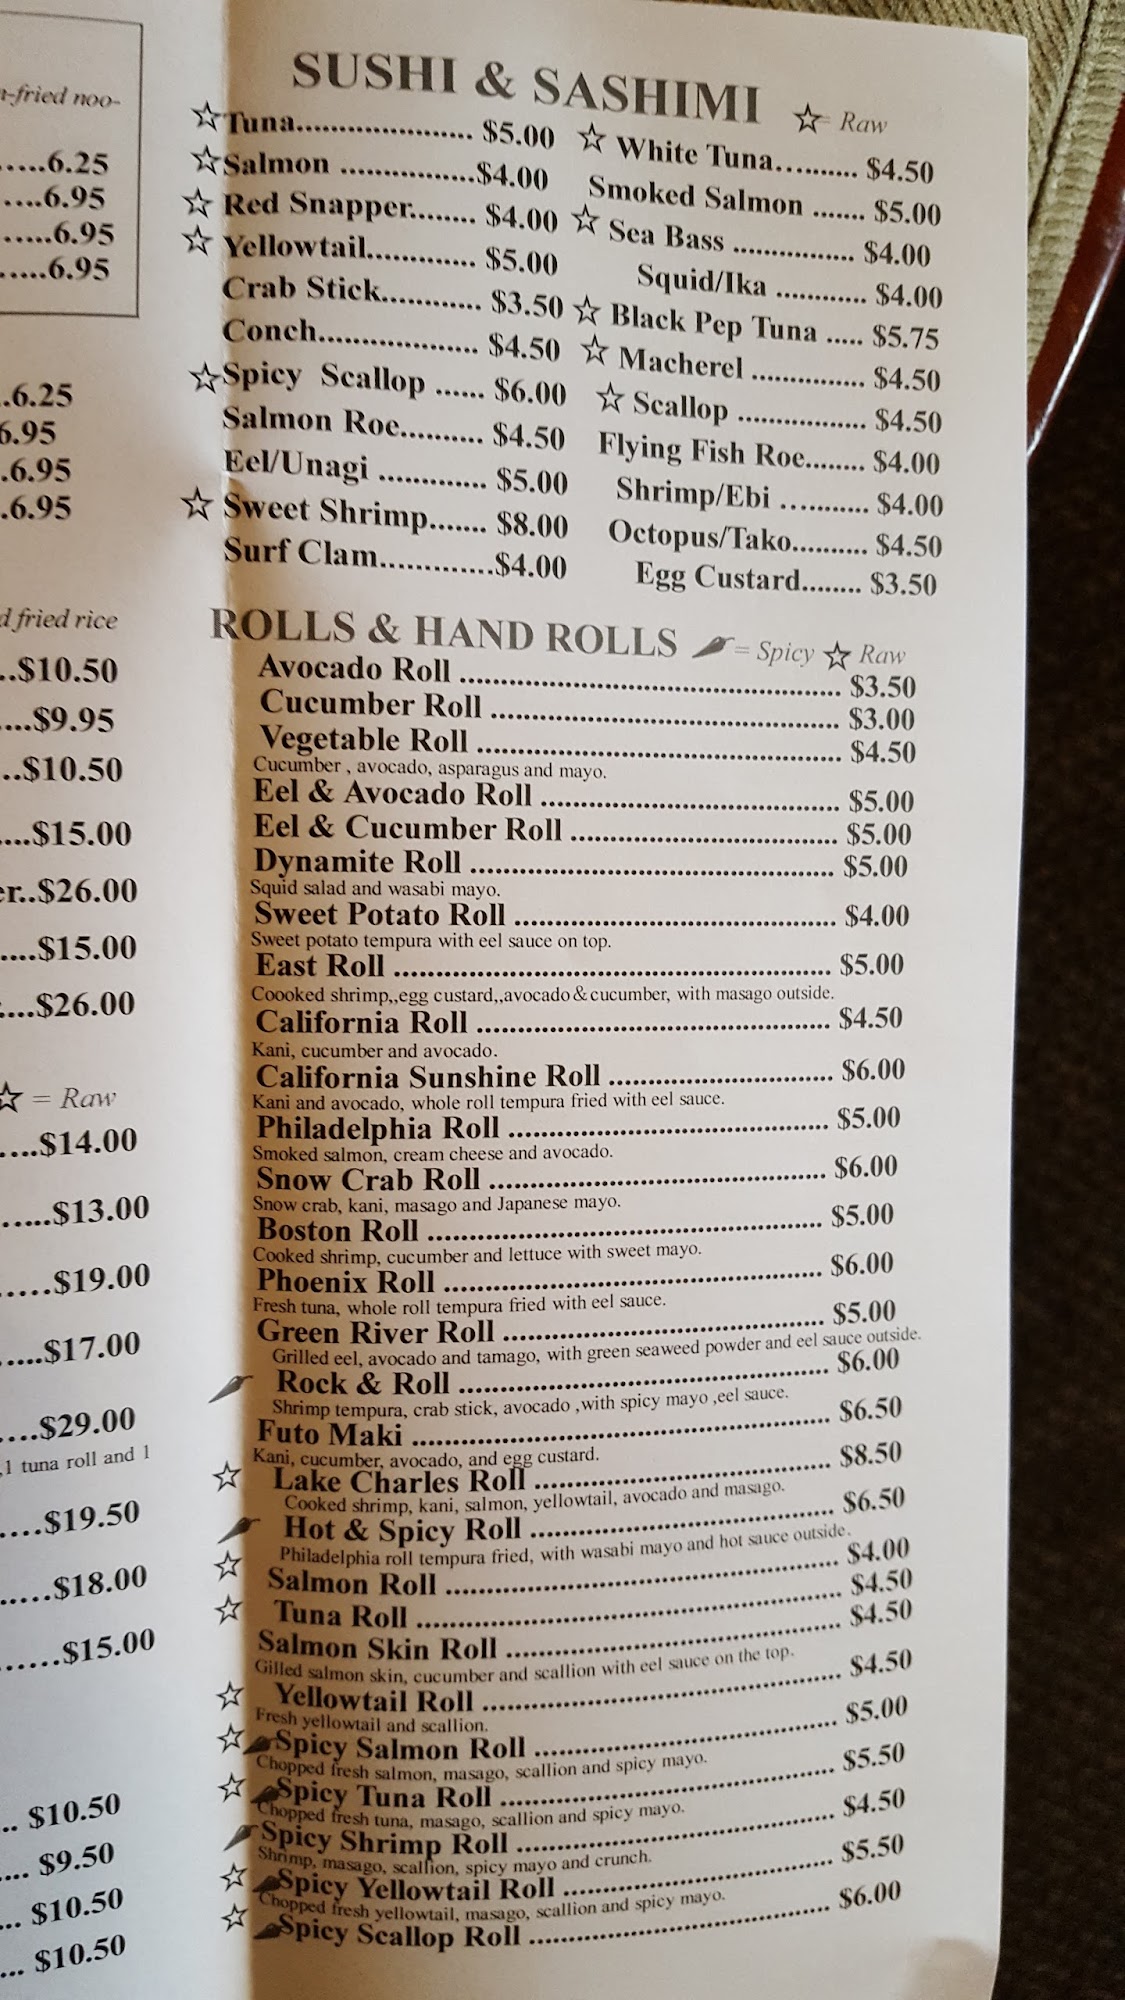 n-fried noo-
.....6.25
....6.95
.....6.95
.....6.95
.6.25
6.95
.6.95
.6.95
d fried rice
..$10.50
....$9.95
..$10.50
....$15.00
er..$26.00
....$15.00
....$26.00
☆ = Raw
....$14.00
......$13.00
.....$19.00
.....$17.00
....$29.00
,1 tuna roll and 1
....$19.50
.....$18.00
......$15.00
.. $10.50
.... $9.50
... $10.50
... $10.50
SUSHI & SASHIMI ☆= Raw
☆Tuna..................... $5.00
☆Salmon ................$4.00
☆ Red Snapper........ $4.00
☆ Yellowtail............. $5.00
Crab Stick............ $3.50
Conch................... $4.50
☆Spicy Scallop ...... $6.00
Salmon Roe.......... $4.50
Eel/Unagi ............. $5.00
☆ Sweet Shrimp....... $8.00
Surf Clam.............$4.00
☆ White Tuna.......... $4.50
Smoked Salmon ....... $5.00
☆ Sea Bass ............... $4.00
Squid/Ika ........... $4.00
☆ Black Pep Tuna ..... $5.75
☆ Macherel .............. $4.50
☆ Scallop ................ $4.50
Flying Fish Roe........ $4.00
Shrimp/Ebi ........... $4.00
Octopus/Tako.......... $4.50
Egg Custard........ $3.50
ROLLS & HAND ROLLS = Spicy ☆ Raw
Avocado Roll ................................................ $3.50
Cucumber Roll ............................................ $3.00
Vegetable Roll .............................................. $4.50
Cucumber , avocado, asparagus and mayo.
Eel & Avocado Roll ...................................... $5.00
Eel & Cucumber Roll .................................. $5.00
Dynamite Roll .............................................. $5.00
Squid salad and wasabi mayo.
Sweet Potato Roll ........................................ $4.00
Sweet potato tempura with eel sauce on top.
East Roll ....................................................... $5.00
Coooked shrimp,,egg custard,,avocado & cucumber, with masago outside.
California Roll ............................................. $4.50
Kani, cucumber and avocado.
California Sunshine Roll ............................ $6.00
Kani and avocado, whole roll tempura fried with eel sauce.
Philadelphia Roll ........................................ $5.00
Smoked salmon, cream cheese and avocado.
Snow Crab Roll .......................................... $6.00
Snow crab, kani, masago and Japanese mayo.
Boston Roll .................................................. $5.00
Cooked shrimp, cucumber and lettuce with sweet mayo.
Phoenix Roll ................................................ $6.00
Fresh tuna, whole roll tempura fried with eel sauce.
Green River Roll ......................................... $5.00
Grilled eel, avocado and tamago, with green seaweed powder and eel sauce outside.
Rock & Roll ............................................... $6.00
Shrimp tempura, crab stick, avocado ,with spicy mayo ,eel sauce.
Futo Maki ..................................................... $6.50
Kani, cucumber, avocado, and egg custard.
☆ Lake Charles Roll ...................................... $8.50
Cooked shrimp, kani, salmon, yellowtail, avocado and masago.
Hot & Spicy Roll ...................................... $6.50
Philadelphia roll tempura fried, with wasabi mayo and hot sauce outside.
☆ Salmon Roll ................................................. $4.00
☆ Tuna Roll ..................................................... $4.50
Salmon Skin Roll .......................................... $4.50
Gilled salmon skin, cucumber and scallion with eel sauce on the top.
☆ Yellowtail Roll ............................................. $4.50
Fresh yellowtail and scallion.
☆ Spicy Salmon Roll ...................................... $5.00
Chopped fresh salmon, masago, scallion and spicy mayo.
☆ Spicy Tuna Roll .......................................... $5.50
Chopped fresh tuna, masago, scallion and spicy mayo.
Spicy Shrimp Roll ........................................ $4.50
Shrimp, masago, scallion, spicy mayo and crunch.
☆ Spicy Yellowtail Roll .................................. $5.50
Chopped fresh yellowtail, masago, scallion and spicy mayo.
☆ Spicy Scallop Roll ...................................... $6.00